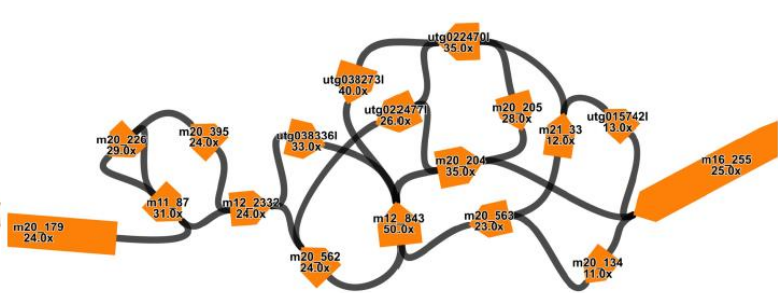 utg022470l
35.0x
utg038273l
40.0x
utg022477l
26.0x
m20_205
28.0x
m21_33
12.0x
utg015742l
13.0x
m20_226
29.0x
m20_395
24.0x
utg038336l
33.0x
m20_204
35.0x
m16_255
25.0x
m11_87
31.0x
m12_2332
24.0x
m12_843
50.0x
m20_563
23.0x
m20_179
24.0x
m20_562
24.0x
m20_134
11.0x